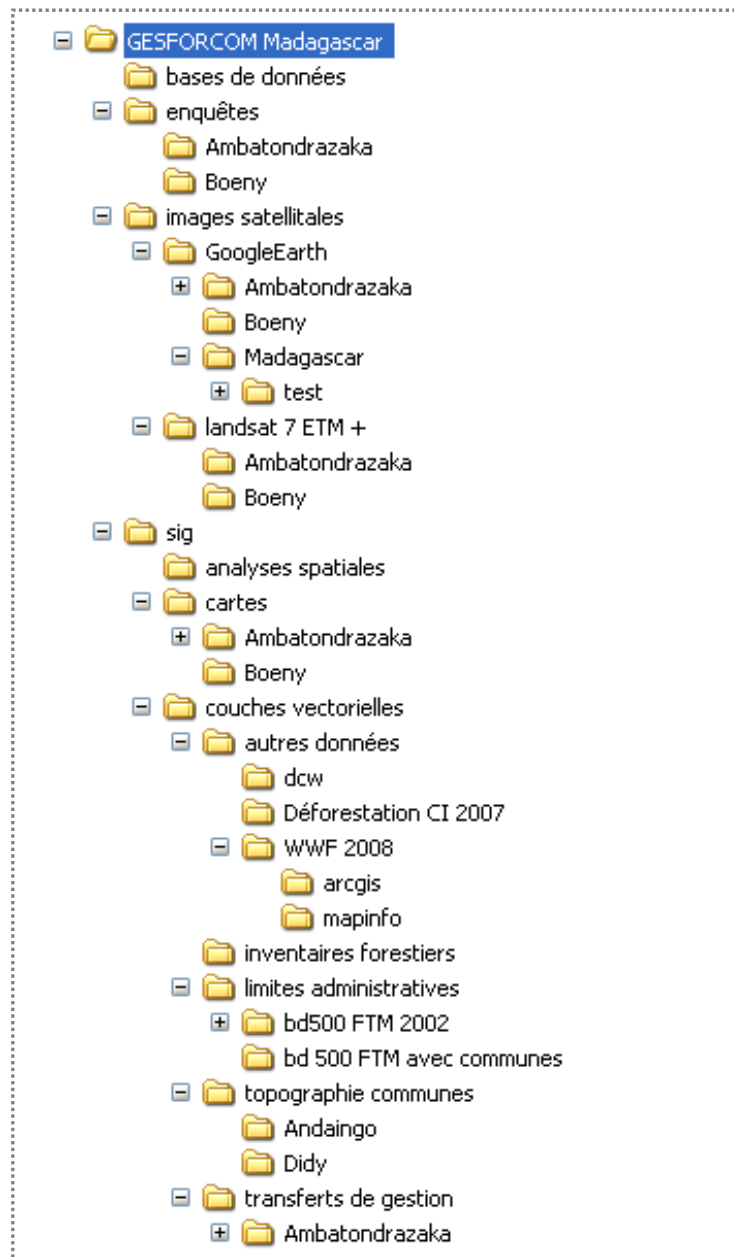 GESFORCOM Madagascar
bases de données
enquêtes
Ambatondrazaka
Boeny
images satellitales
GoogleEarth
Ambatondrazaka
Boeny
Madagascar
test
landsat 7 ETM +
Ambatondrazaka
Boeny
sig
analyses spatiales
cartes
Ambatondrazaka
Boeny
couches vectorielles
autres données
dcw
Déforestation CI 2007
WWF 2008
arcgis
mapinfo
inventaires forestiers
limites administratives
bd500 FTM 2002
bd 500 FTM avec communes
topographie communes
Andaingo
Didy
transferts de gestion
Ambatondrazaka